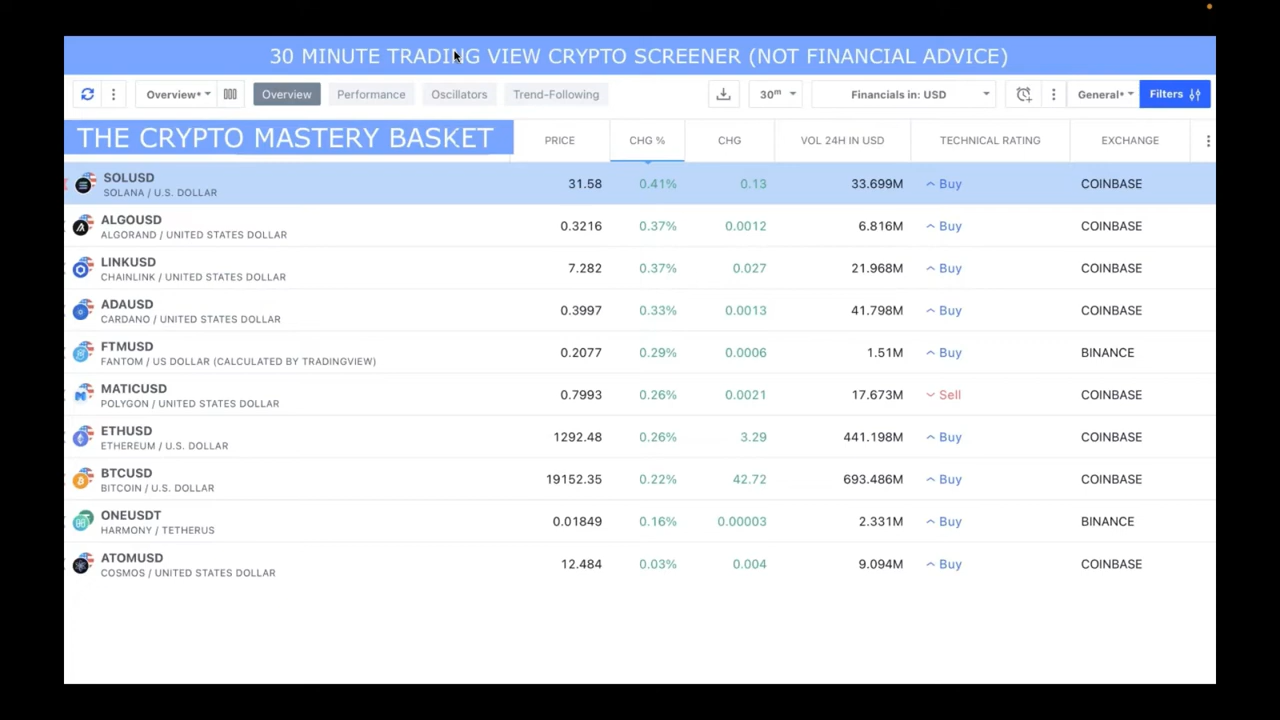 30 MINUTE TRADING VIEW CRYPTO SCREENER (NOT FINANCIAL ADVICE)
Overview* Overview Performance Oscillators Trend-Following 30m Financials in: USD General* Filters
THE CRYPTO MASTERY BASKET PRICE CHG % CHG VOL 24H IN USD TECHNICAL RATING EXCHANGE
SOLUSD
SOLANA / U.S. DOLLAR
31.58 0.41% 0.13 33.699M Buy COINBASE
ALGOUSD
ALGORAND / UNITED STATES DOLLAR
0.3216 0.37% 0.0012 6.816M Buy COINBASE
LINKUSD
CHAINLINK / UNITED STATES DOLLAR
7.282 0.37% 0.027 21.968M Buy COINBASE
ADAUSD
CARDANO / UNITED STATES DOLLAR
0.3997 0.33% 0.0013 41.798M Buy COINBASE
FTMUSD
FANTOM / US DOLLAR (CALCULATED BY TRADINGVIEW)
0.2077 0.29% 0.0006 1.51M Buy BINANCE
MATICUSD
POLYGON / UNITED STATES DOLLAR
0.7993 0.26% 0.0021 17.673M Sell COINBASE
ETHUSD
ETHEREUM / U.S. DOLLAR
1292.48 0.26% 3.29 441.198M Buy COINBASE
BTCUSD
BITCOIN / U.S. DOLLAR
19152.35 0.22% 42.72 693.486M Buy COINBASE
ONEUSDT
HARMONY / TETHERUS
0.01849 0.16% 0.00003 2.331M Buy BINANCE
ATOMUSD
COSMOS / UNITED STATES DOLLAR
12.484 0.03% 0.004 9.094M Buy COINBASE